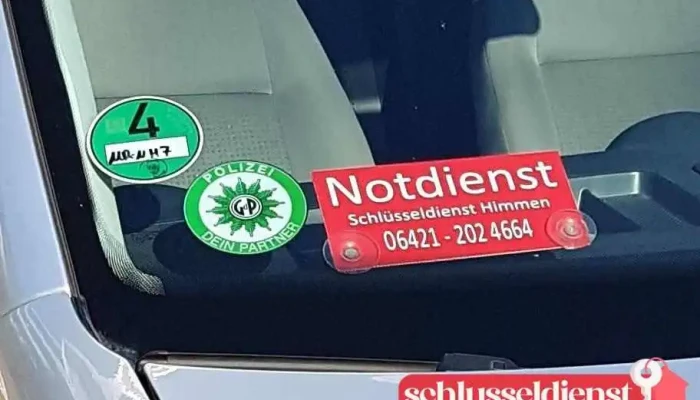 4
POLIZEI
GdP
DEIN PARTNER
Notdienst
Schlüsseldienst Himmen
06421 - 202 4664
schlusseldienst